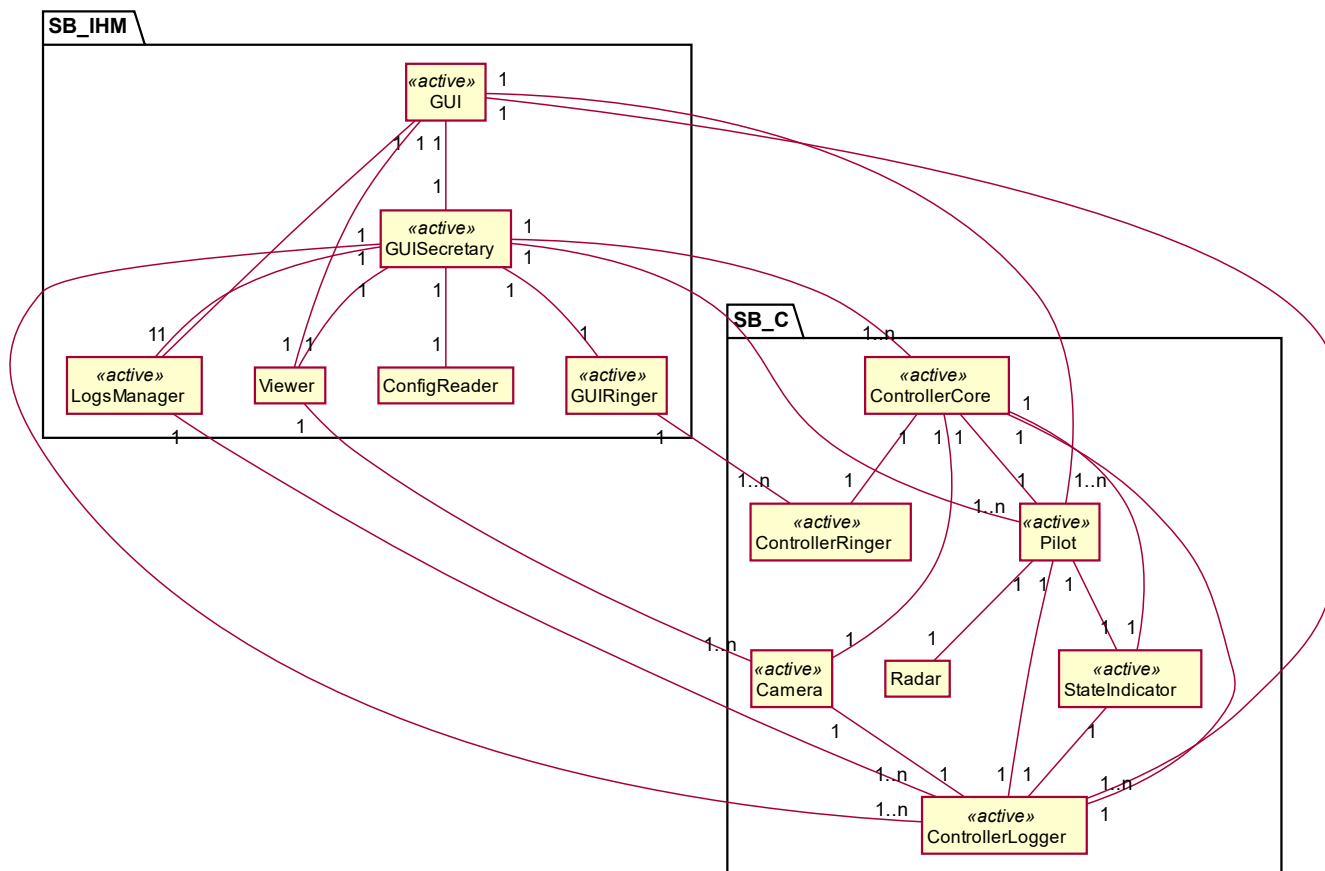 SB_IHM
«active»
GUI
1
1
1
1
1
1
«active»
GUISecretary
1
1
1
1
1
1
1
SB_C
11
1
1
1
1
1..n
«active»
LogsManager
Viewer
ConfigReader
«active»
GUIRinger
«active»
ControllerCore
1
1
1
1
1
1
1
1
1..n
1
1
1..n
1..n
«active»
ControllerRinger
«active»
Pilot
1
1
1
1..n
1
1
1
1
«active»
Camera
Radar
«active»
StateIndicator
1
1
1..n
1
1
1
1..n
1..n
1
«active»
ControllerLogger